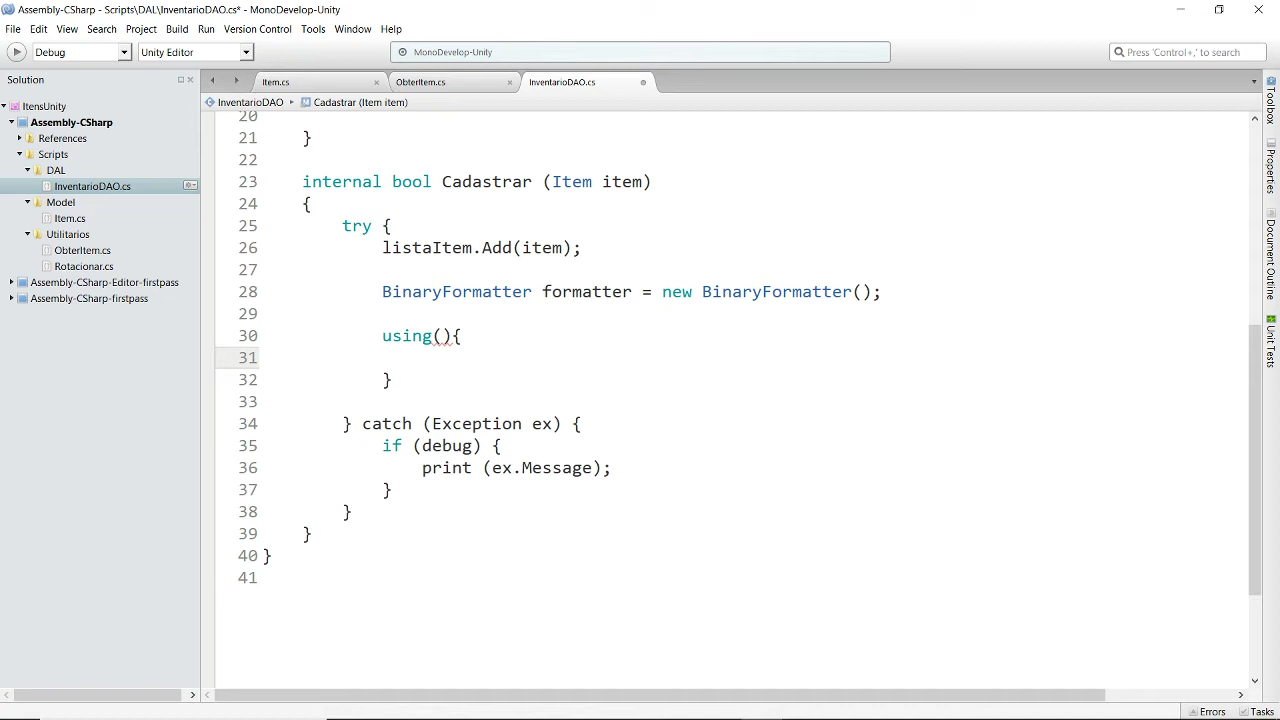 Assembly-CSharp - Scripts\DAL\InventarioDAO.cs* - MonoDevelop-Unity
File Edit View Search Project Build Run Version Control Tools Window Help
Debug Unity Editor MonoDevelop-Unity Press 'Control+,' to search
Solution Item.cs ObterItem.cs InventarioDAO.cs
InventarioDAO Cadastrar (Item item)
ItensUnity
Assembly-CSharp
References
Scripts
DAL
InventarioDAO.cs
Model
Item.cs
Utilitarios
ObterItem.cs
Rotacionar.cs
Assembly-CSharp-Editor-firstpass
Assembly-CSharp-firstpass
20
21 }
22
23 internal bool Cadastrar (Item item)
24 {
25 try {
26 listaItem.Add(item);
27
28 BinaryFormatter formatter = new BinaryFormatter();
29
30 using(){
31
32 }
33
34 } catch (Exception ex) {
35 if (debug) {
36 print (ex.Message);
37 }
38 }
39 }
40 }
41
Toolbox
Properties
Document Outline
Unit Tests
Errors Tasks